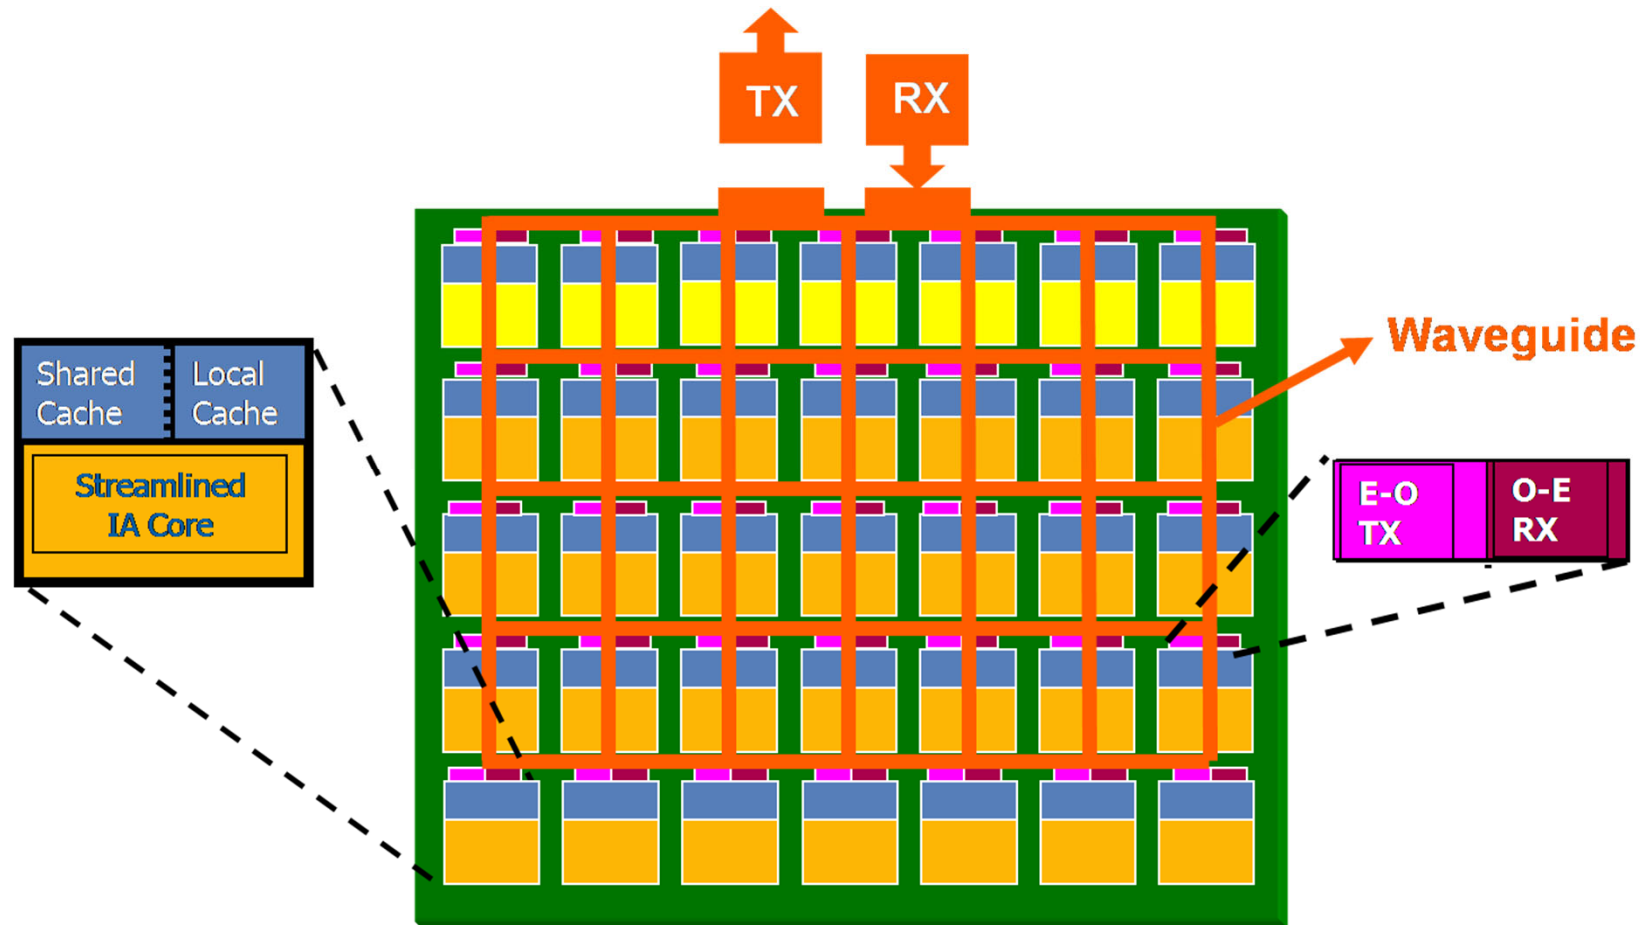 TX
RX
Waveguide
Shared
Cache
Local
Cache
Streamlined
IA Core
E-O
TX
O-E
RX